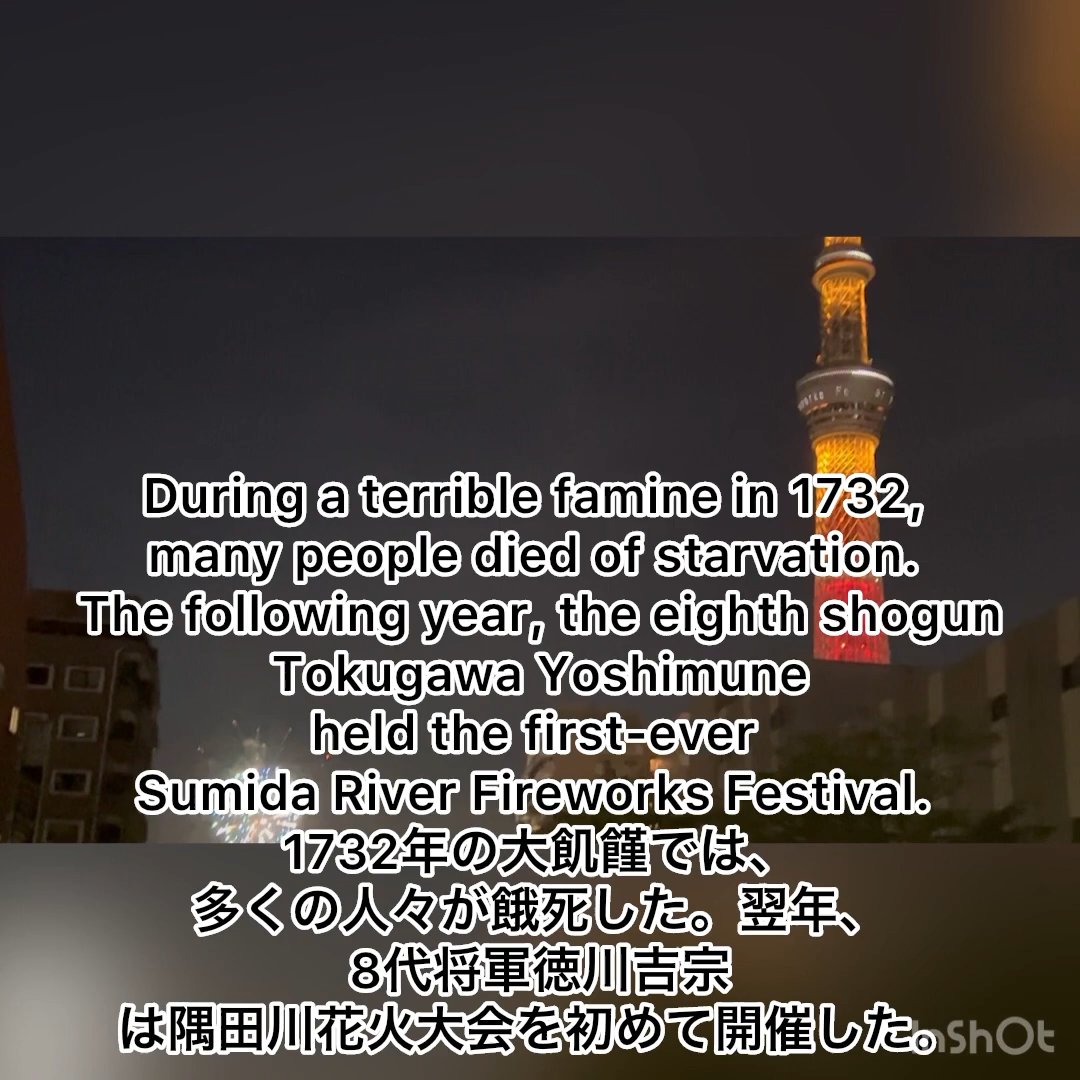 During a terrible famine in 1732,
many people died of starvation.
The following year, the eighth shogun
Tokugawa Yoshimune
held the first-ever
Sumida River Fireworks Festival.
1732年の大飢饉では、
多くの人々が餓死した。翌年、
8代将軍徳川吉宗
は隅田川花火大会を初めて開催した。
InShOt